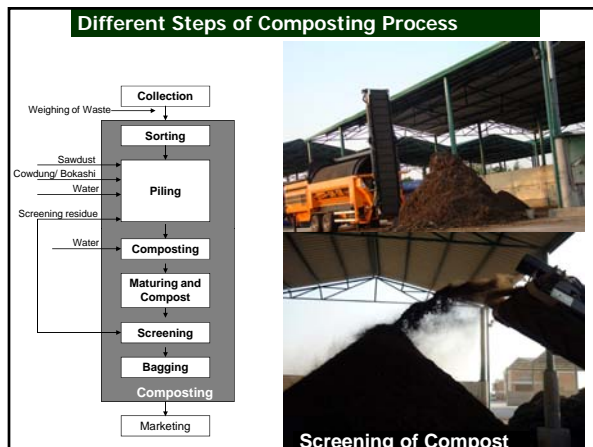 Different Steps of Composting Process
Collection
Weighing of Waste
Sorting
Sawdust
Cowdung/ Bokashi
Water
Screening residue
Piling
Water
Composting
Maturing and
Compost
Screening
Bagging
Composting
Marketing
Screening of Compost